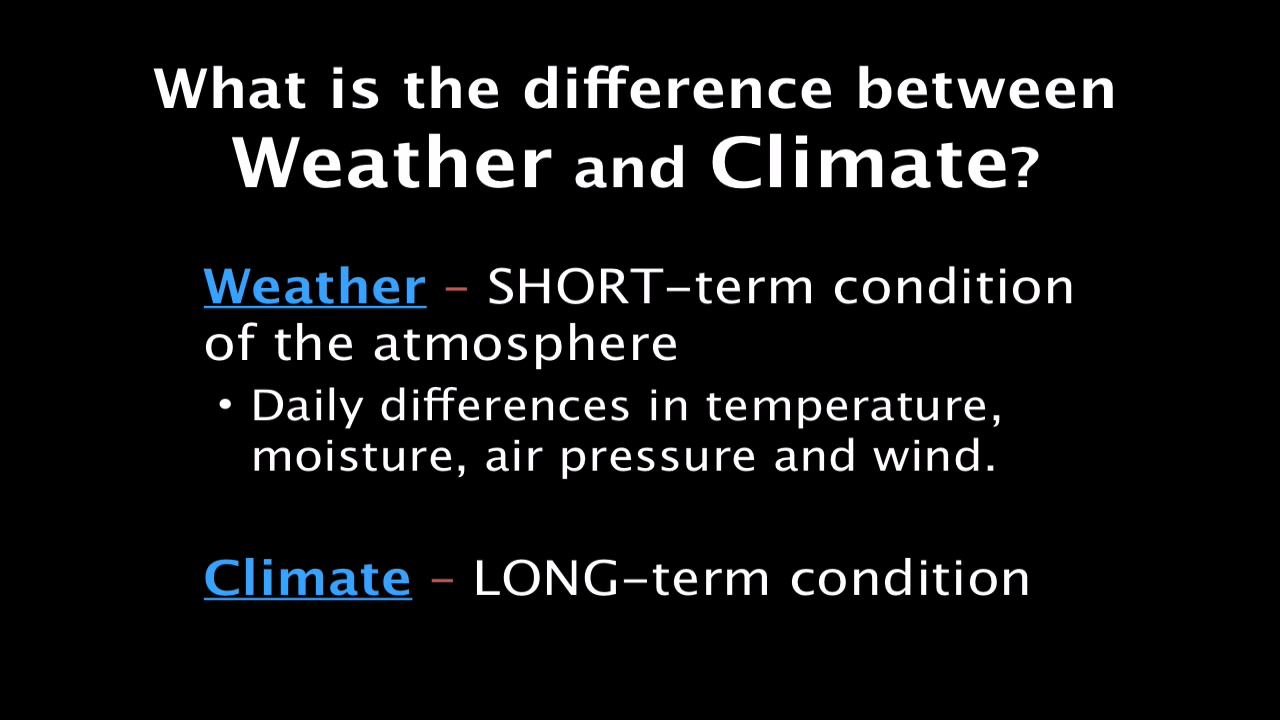 What is the difference between
Weather and Climate?
Weather – SHORT-term condition
of the atmosphere
• Daily differences in temperature,
moisture, air pressure and wind.
Climate – LONG-term condition